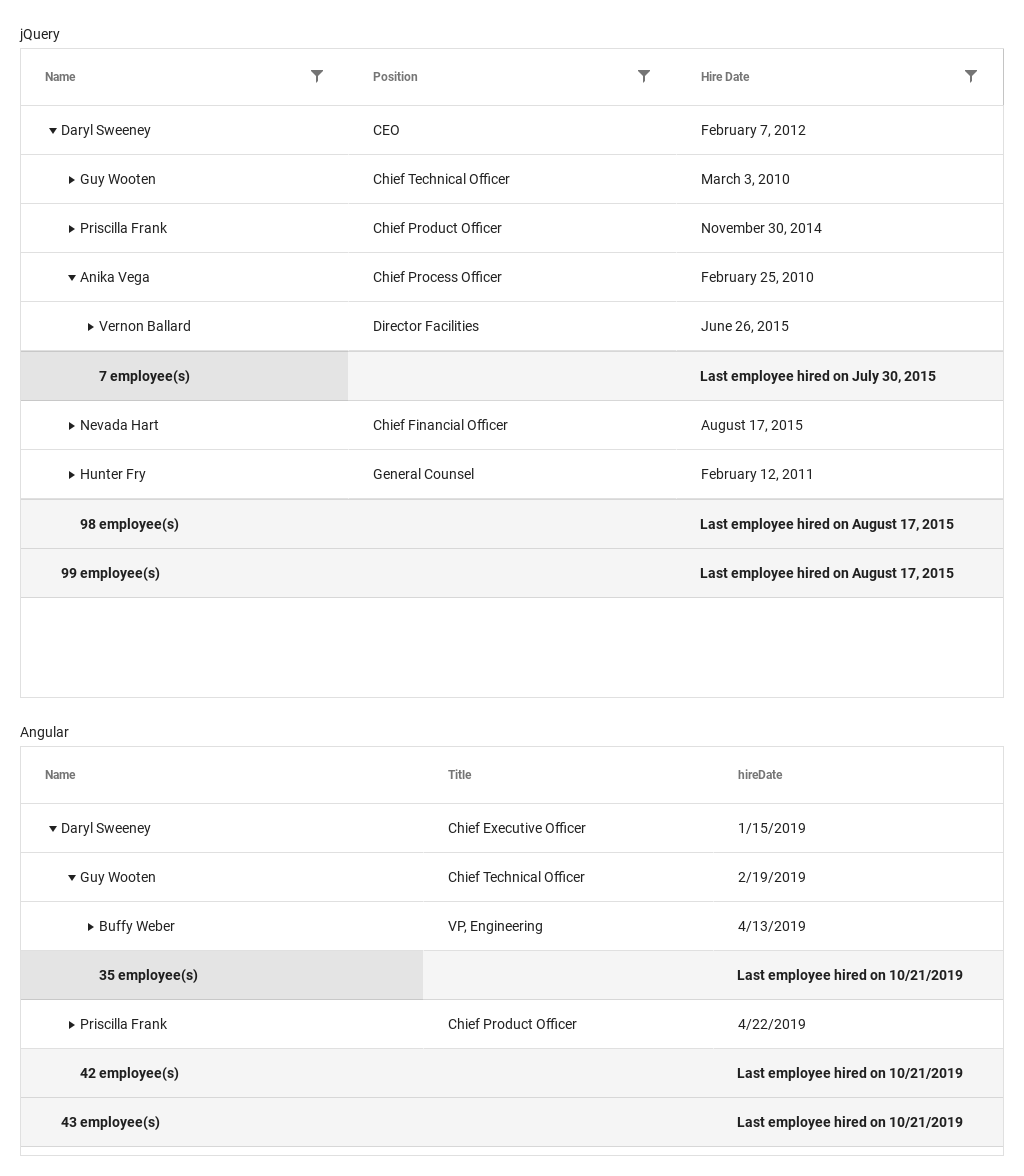 jQuery
Name Position Hire Date
Daryl Sweeney CEO February 7, 2012
Guy Wooten Chief Technical Officer March 3, 2010
Priscilla Frank Chief Product Officer November 30, 2014
Anika Vega Chief Process Officer February 25, 2010
Vernon Ballard Director Facilities June 26, 2015
7 employee(s) Last employee hired on July 30, 2015
Nevada Hart Chief Financial Officer August 17, 2015
Hunter Fry General Counsel February 12, 2011
98 employee(s) Last employee hired on August 17, 2015
99 employee(s) Last employee hired on August 17, 2015
Angular
Name Title hireDate
Daryl Sweeney Chief Executive Officer 1/15/2019
Guy Wooten Chief Technical Officer 2/19/2019
Buffy Weber VP, Engineering 4/13/2019
35 employee(s) Last employee hired on 10/21/2019
Priscilla Frank Chief Product Officer 4/22/2019
42 employee(s) Last employee hired on 10/21/2019
43 employee(s) Last employee hired on 10/21/2019